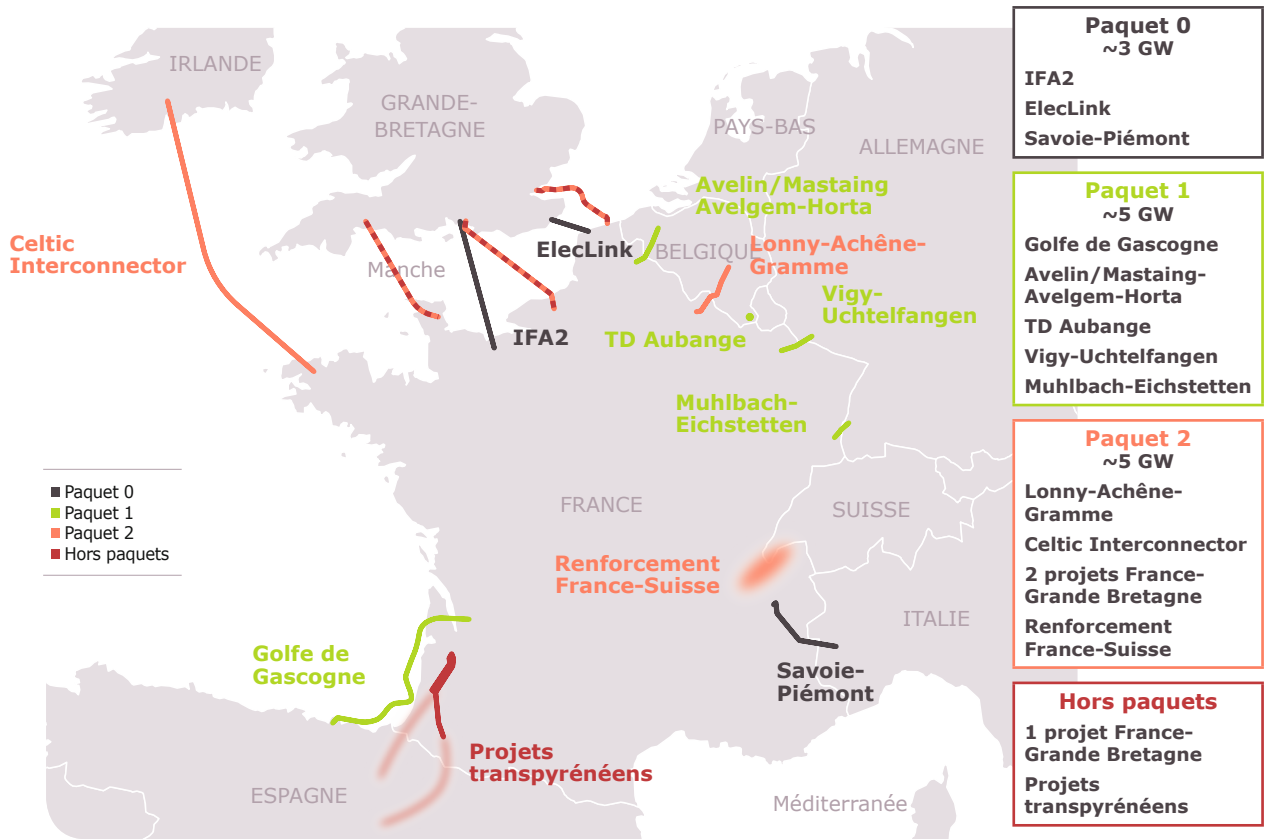 IRLANDE
GRANDE-
BRETAGNE
PAYS-BAS
ALLEMAGNE
Avelin/Mastaing
Avelgem-Horta
Celtic
Interconnector
ElecLink
BELGIQUE
Lonny-Achêne-
Gramme
Manche
Vigy-
Uchtelfangen
IFA2
TD Aubange
Muhlbach-
Eichstetten
Paquet 0
Paquet 1
Paquet 2
Hors paquets
FRANCE
SUISSE
Renforcement
France-Suisse
ITALIE
Golfe de
Gascogne
Savoie-
Piémont
Projets
transpyrénéens
ESPAGNE
Méditerranée
Paquet 0
~3 GW
IFA2
ElecLink
Savoie-Piémont
Paquet 1
~5 GW
Golfe de Gascogne
Avelin/Mastaing-
Avelgem-Horta
TD Aubange
Vigy-Uchtelfangen
Muhlbach-Eichstetten
Paquet 2
~5 GW
Lonny-Achêne-
Gramme
Celtic Interconnector
2 projets France-
Grande Bretagne
Renforcement
France-Suisse
Hors paquets
1 projet France-
Grande Bretagne
Projets
transpyrénéens